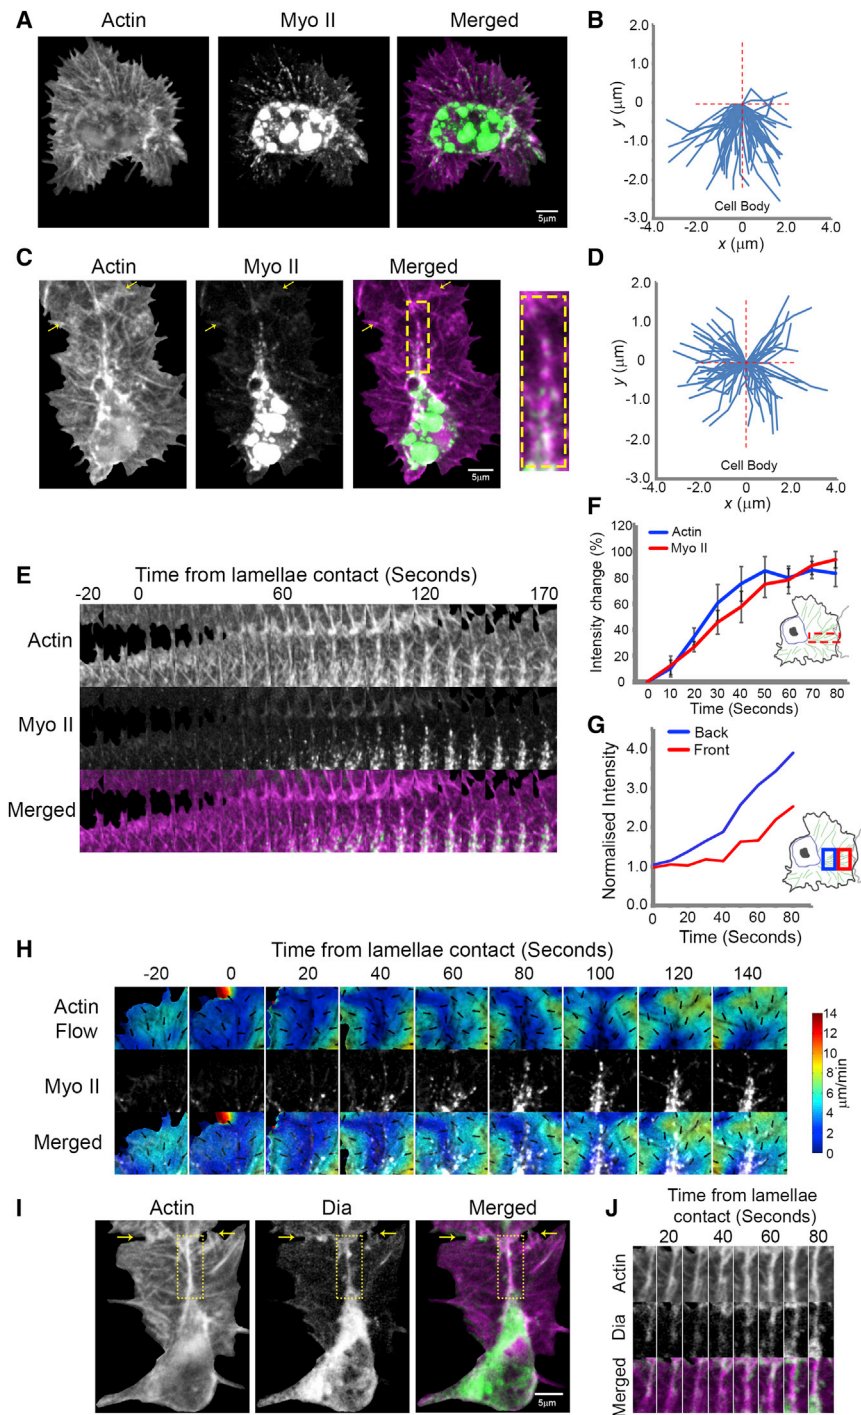 A
Actin
Myo II
Merged
5μm
B
2.0
1.0
0
-1.0
-2.0
-3.0
y (μm)
Cell Body
-4.0 -2.0 0 2.0 4.0
x (μm)
C
Actin
Myo II
Merged
5μm
D
2.0
1.0
0
-1.0
-2.0
-3.0
y (μm)
Cell Body
-4.0 -2.0 0 2.0 4.0
x (μm)
E
Time from lamellae contact (Seconds)
-20 0 60 120 170
Actin
Myo II
Merged
F
120
100
80
60
40
20
0
Intensity change (%)
Actin
Myo II
0 10 20 30 40 50 60 70 80
Time (Seconds)
G
4.0
3.0
2.0
1.0
0.0
Normalised Intensity
Back
Front
0 20 40 60 80
Time (Seconds)
H
Time from lamellae contact (Seconds)
-20 0 20 40 60 80 100 120 140
Actin
Flow
Myo II
Merged
14
12
10
8
6
4
2
0
μm/min
I
Actin
Dia
Merged
5μm
J
Time from lamellae
contact (Seconds)
20 40 60 80
Actin
Dia
Merged